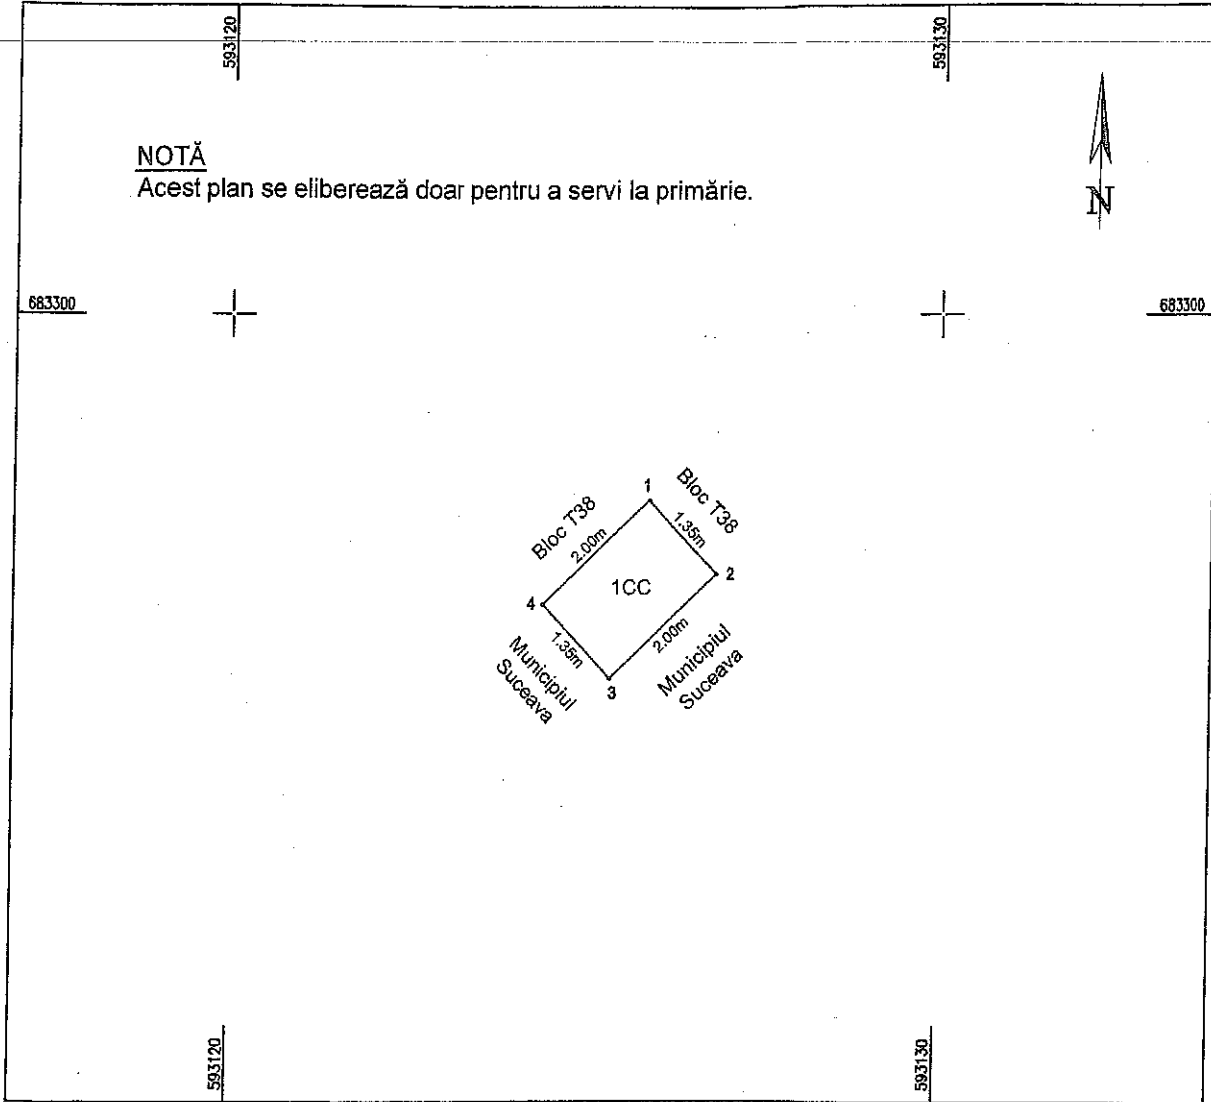 593120
593130
NOTĂ
Acest plan se eliberează doar pentru a servi la primărie.
N
683300
683300
1
Bloc T38
Bloc T38
1.35m
2.00m
2
1CC
4
1.35m
2.00m
Municipiul
Suceava
Municipiul
Suceava
3
593120
593130